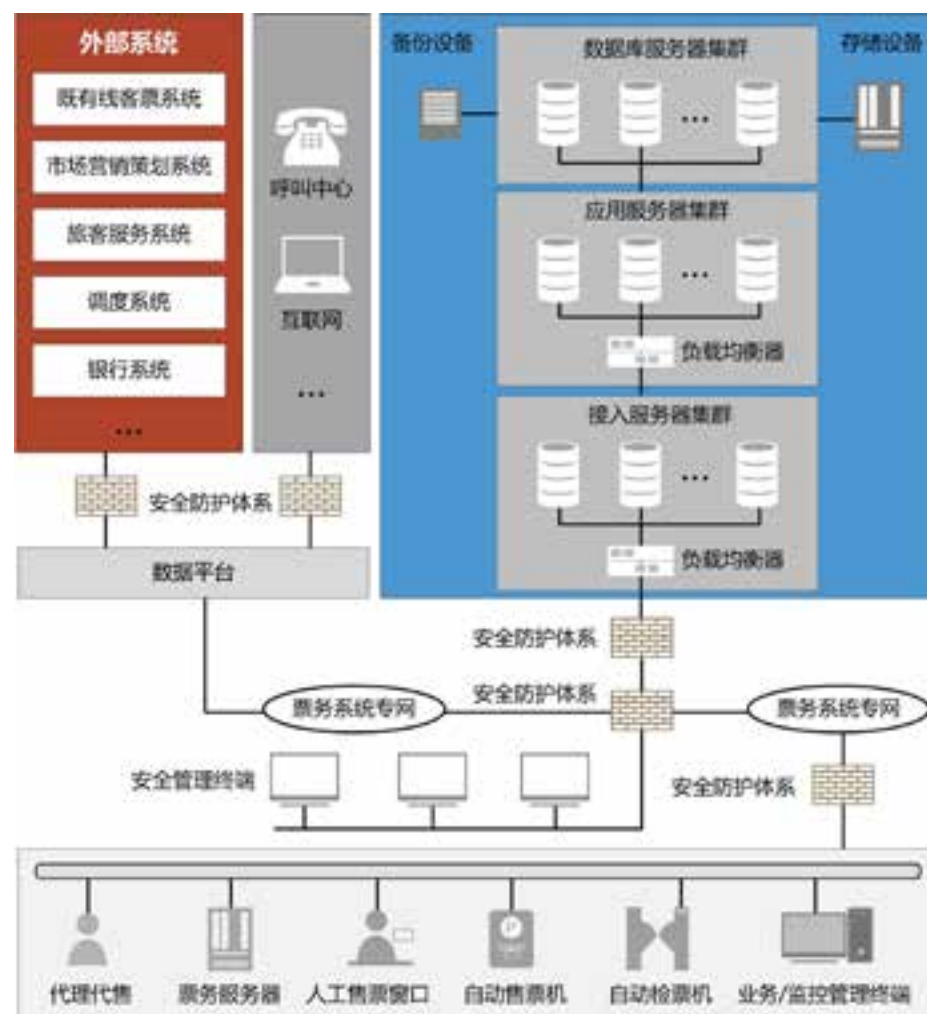 外部系统
既有线客票系统
市场营销策划系统
旅客服务系统
调度系统
银行系统
...
呼叫中心
互联网
...
备份设备
数据库服务器集群
存储设备
...
应用服务器集群
...
负载均衡器
接入服务器集群
...
负载均衡器
安全防护体系
数据平台
安全防护体系
安全防护体系
票务系统专网
票务系统专网
安全管理终端
安全防护体系
代理代售
票务服务器
人工售票窗口
自动售票机
自动检票机
业务/监控管理终端